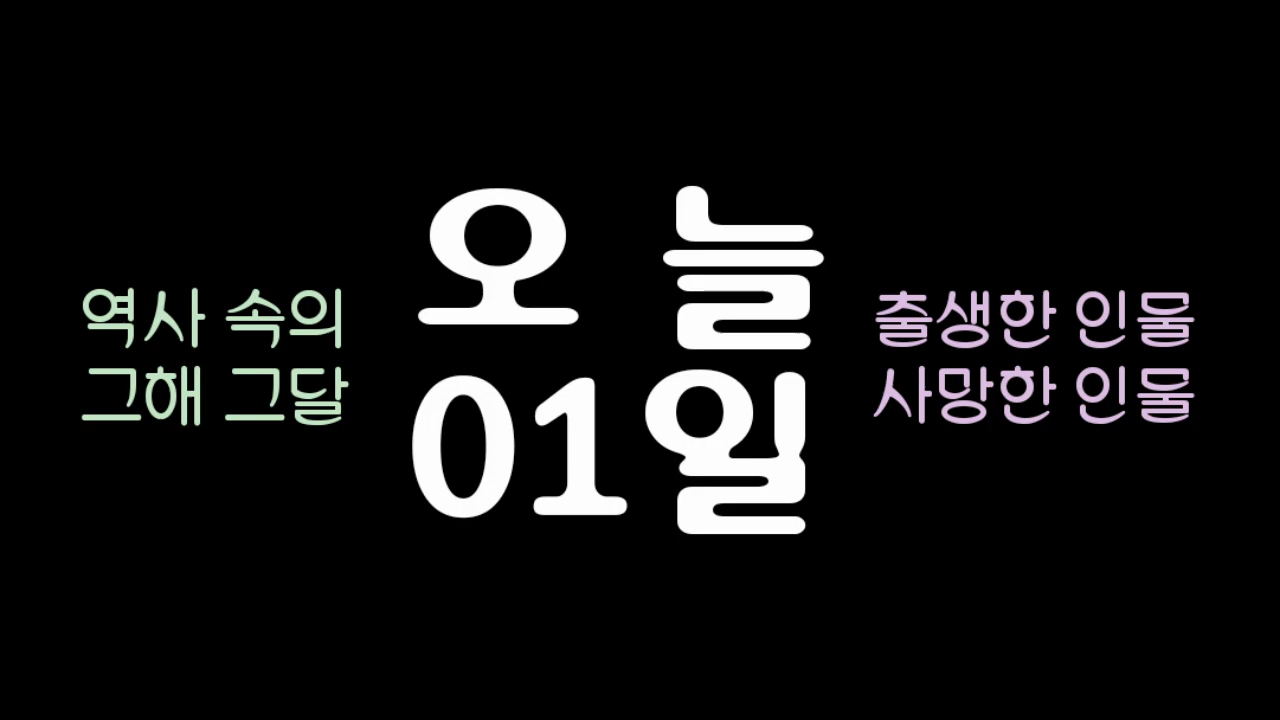 역사 속의
그해 그달
오 늘
01일
출생한 인물
사망한 인물